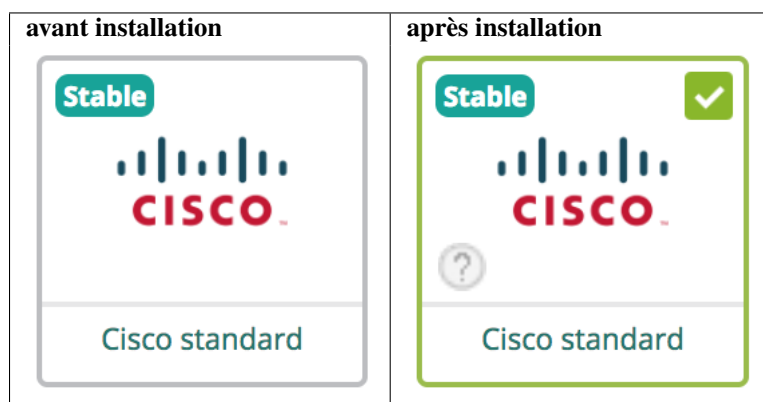 avant installation
Stable
CISCO
Cisco standard
après installation
Stable
CISCO
?
Cisco standard